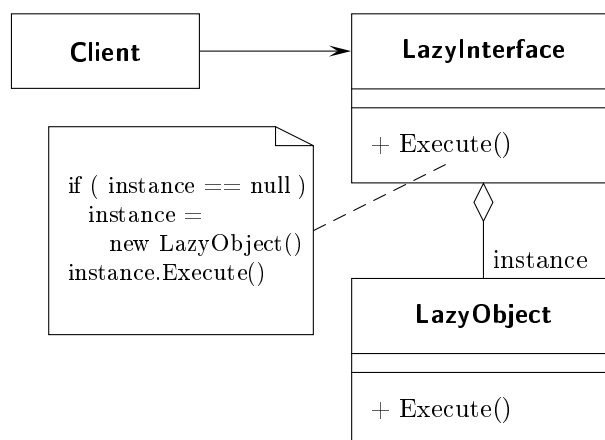 Client
LazyInterface
+ Execute()
if ( instance == null )
instance =
new LazyObject()
instance.Execute()
instance
LazyObject
+ Execute()